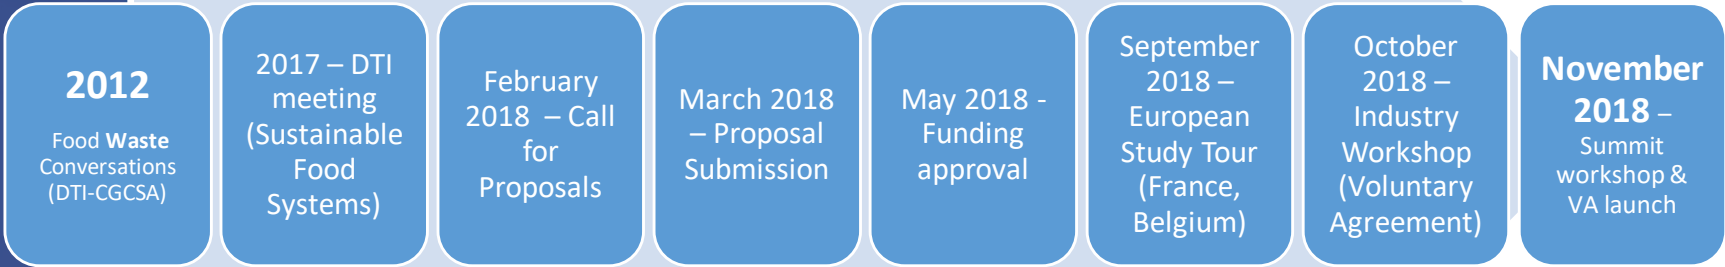 2012
Food Waste
Conversations
(DTI-CGCSA)
2017 – DTI
meeting
(Sustainable
Food
Systems)
February
2018 – Call
for
Proposals
March 2018
– Proposal
Submission
May 2018 -
Funding
approval
September
2018 –
European
Study Tour
(France,
Belgium)
October
2018 –
Industry
Workshop
(Voluntary
Agreement)
November
2018 –
Summit
workshop &
VA launch